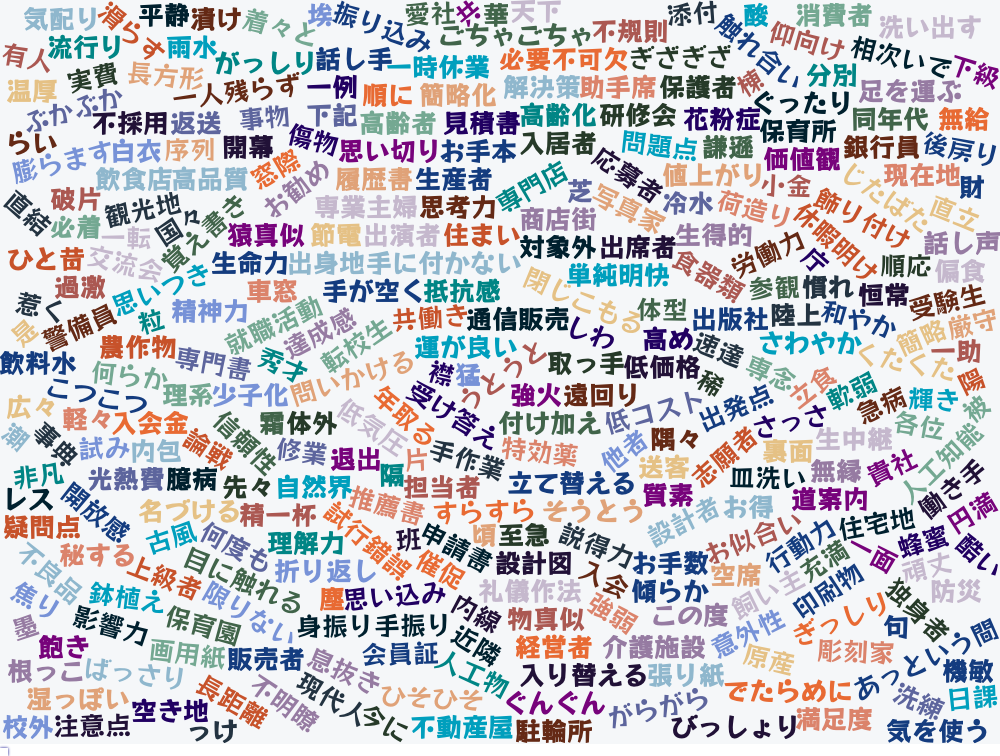 気配り
滑らす
平静
漬け
着々と
埃
振り込み
愛社
共
華
天下
ごちゃごちゃ
不規則
添付
酸
消費者
洗い出す
有人
流行り
雨水
がっしり
話し手
一時休業
必要不可欠
ぎざぎざ
触れ合い
仰向け
相次いで
下級
温厚
実費
長方形
一人残らず
一例
順に
簡略化
解決策
助手席
保護者
棟
分別
足を運ぶ
ぷかぷか
不採用
返送
事物
下記
高齢者
見積書
高齢化
研修会
花粉症
ぐったり
保育所
同年代
無給
らい
膨らます
白衣
序列
開幕
傷物
思い切り
お手本
入居者
問題点
謙遜
価値観
銀行員
後戻り
飲食店
高品質
窓際
お勧め
履歴書
生産者
専門店
芝
応募者
値上がり
小金
じたばた
現在地
財
直結
破片
必着
観光地
一転
国々
覚え書き
猿真似
専業主婦
節電
思考力
出演者
住まい
商店街
写真家
冷水
荷造り
休暇明け
飾り付け
直立
話し声
ひと昔
交流会
生命力
出身地
手に付かない
対象外
出席者
生得的
労働力
庁
順応
偏食
過激
思いつき
車窓
手が空く
抵抗感
閉じこもる
単純明快
食器類
参観
慣れ
恒常
受験生
惹く
是
警備員
粒
精神力
就職活動
達成感
転校生
共働き
通信販売
しわ
体型
高め
出版社
陸上
和やか
簡略
厳守
飲料水
農作物
専門書
秀才
問いかける
運が良い
うとうと
取っ手
低価格
速達
さわやか
くたくた
一助
こつこつ
何らか
理系
少子化
襟
猛
受け答え
強火
遠回り
稀
専念
立食
軟弱
急病
輝き
陽
広々
軽々
入会金
信頼性
霜
体外
低気圧
年取る
付け加え
低コスト
出発点
さっさ
各位
被
潮
事典
試み
内包
論戦
修業
退出
片
手作業
特効薬
他者
隅々
志願者
裏面
生中継
人工知能
非凡
光熱費
臆病
先々
自然界
隔
担当者
立て替える
送客
質素
皿洗い
無縁
貴社
働き手
レス
開放感
名づける
精一杯
推薦書
すらすら
そうとう
設計者
お得
道案内
円満
疑問点
古風
何度も
理解力
試行錯誤
班
申請書
頃
至急
説得力
お似合い
行動力
住宅地
一面
蜂蜜
酷い
不良品
秘する
上級者
目に触れる
折り返し
催促
設計図
入会
お手数
空席
充満
頑丈
焦り
鉢植え
限りない
塵
思い込み
礼儀作法
傾らか
飼い主
印刷物
独身者
防災
墨
影響力
保育園
身振り手振り
内線
物真似
強弱
この度
意外性
ぎっしり
句
飽き
画用紙
販売者
息抜き
会員証
近隣
経営者
介護施設
原産
彫刻家
あっという間
根っこ
ばっさり
人工物
入り替える
張り紙
機敏
湿っぽい
長距離
不明瞭
現代人
ひそひそ
ぐんぐん
がらがら
でたらめに
洗練
日課
校外
注意点
空き地
つけ
今に
不動産屋
駐輪所
びっしょり
満足度
気を使う